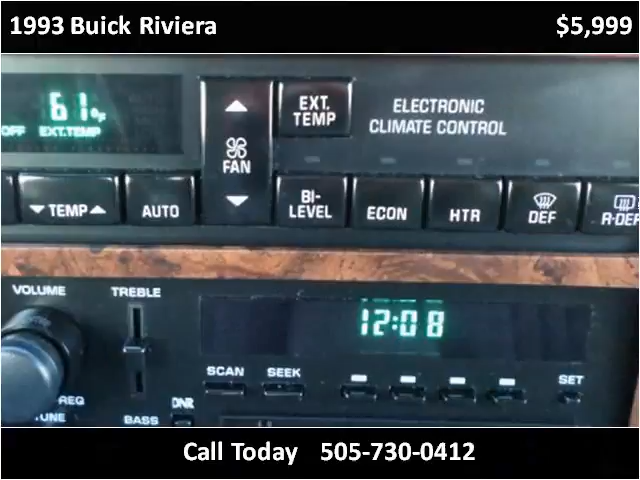 1993 Buick Riviera $5,999
61°F
OFF EXT.TEMP
EXT. TEMP
ELECTRONIC
CLIMATE CONTROL
FAN
TEMP AUTO BI-LEVEL ECON HTR DEF R-DEF
VOLUME TREBLE
12:08
SCAN SEEK SET
BASS DNR
Call Today 505-730-0412